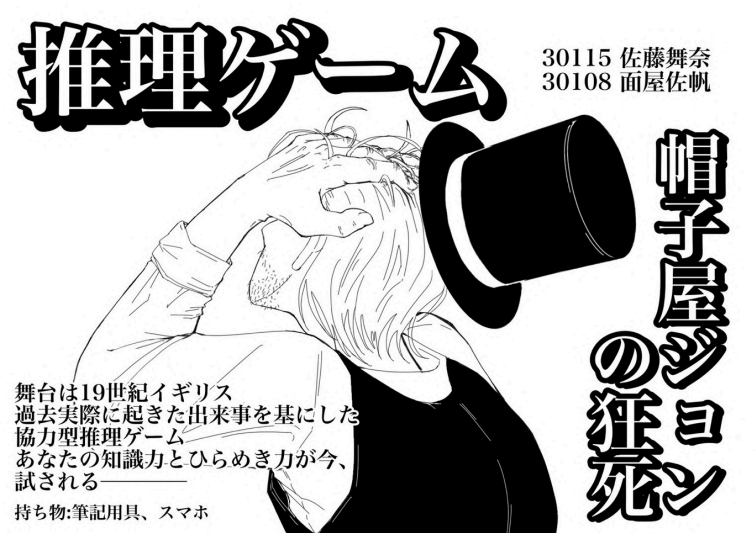 推理ゲーム
30115 佐藤舞奈
30108 面屋佐帆
帽子屋ジョン
の狂死
舞台は19世紀イギリス
過去実際に起きた出来事を基にした
協力型推理ゲーム
あなたの知識力とひらめき力が今、
試される――――
持ち物:筆記用具、スマホ